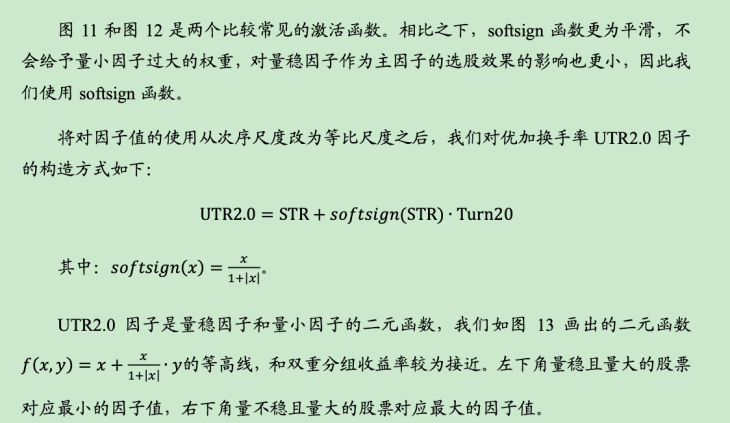 图 11 和图 12 是两个比较常见的激活函数。相比之下，softsign 函数更为平滑，不
会给予量小因子过大的权重，对量稳因子作为主因子的选股效果的影响也更小，因此我
们使用 softsign 函数。
将对因子值的使用从次序尺度改为等比尺度之后，我们对优加换手率 UTR2.0 因子
的构造方式如下：
UTR2.0 = STR + softsign(STR) · Turn20
其中：softsign(x) = x/(1+|x|)。
UTR2.0 因子是量稳因子和量小因子的二元函数，我们如图 13 画出的二元函数
f(x, y) = x + x/(1+|x|) · y的等高线，和双重分组收益率较为接近。左下角量稳且量大的股票
对应最小的因子值，右下角量不稳且量大的股票对应最大的因子值。